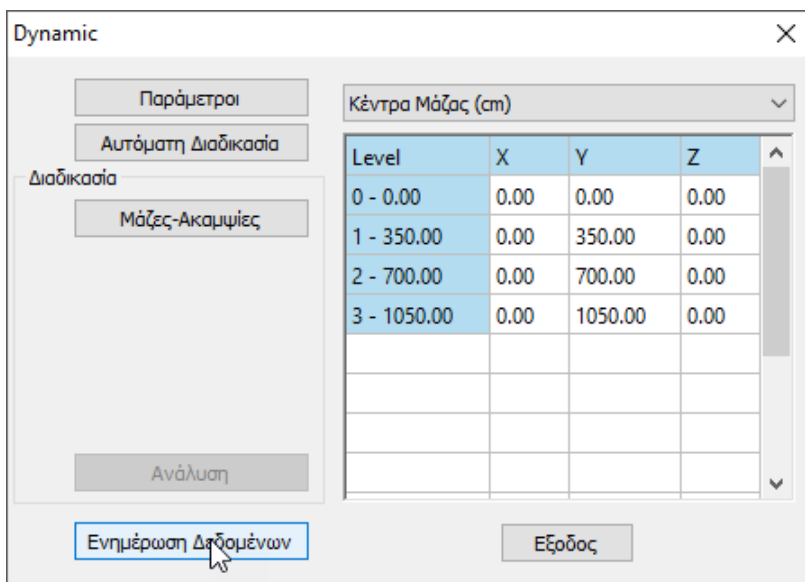 Dynamic
Παράμετροι
Αυτόματη Διαδικασία
Διαδικασία
Μάζες-Ακαμψίες
Ανάλυση
Ενημέρωση Δεδομένων
Κέντρα Μάζας (cm)
Level X Y Z
0 - 0.00 0.00 0.00 0.00
1 - 350.00 0.00 350.00 0.00
2 - 700.00 0.00 700.00 0.00
3 - 1050.00 0.00 1050.00 0.00
Εξοδος